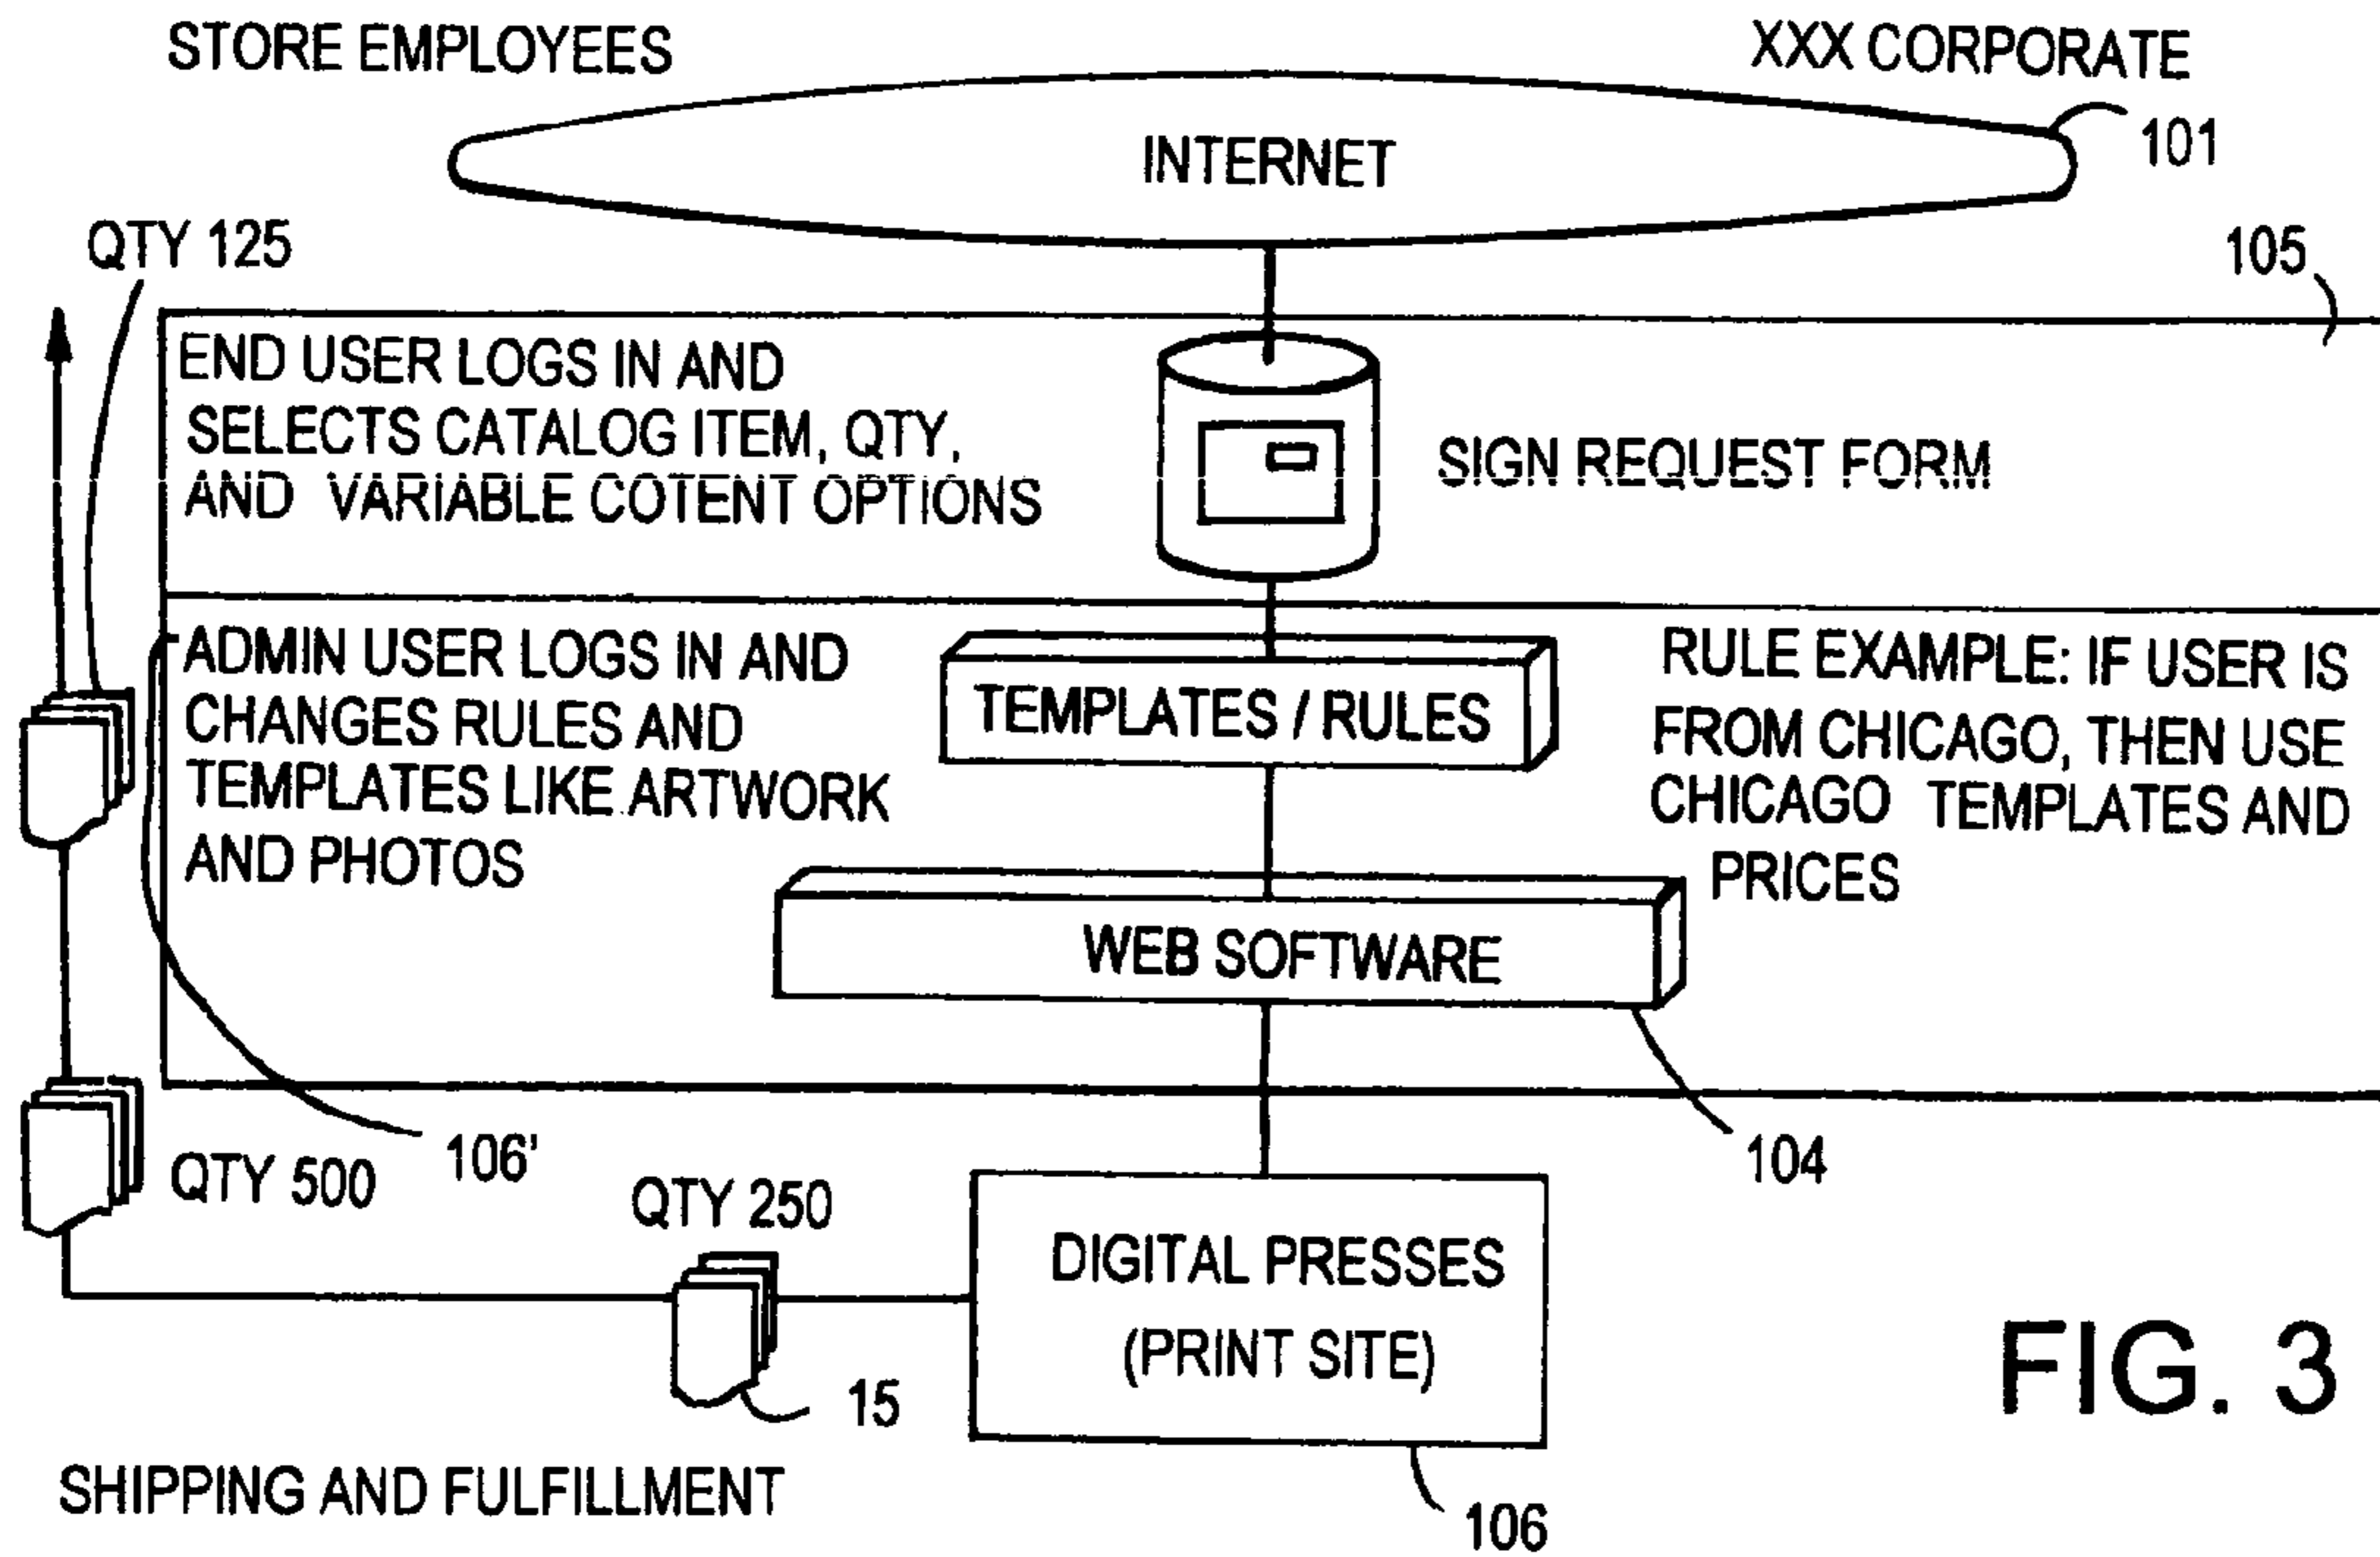 STORE EMPLOYEES
XXX CORPORATE
INTERNET
101
QTY 125
105
END USER LOGS IN AND
SELECTS CATALOG ITEM, QTY,
AND VARIABLE COTENT OPTIONS
SIGN REQUEST FORM
ADMIN USER LOGS IN AND
CHANGES RULES AND
TEMPLATES LIKE ARTWORK
AND PHOTOS
TEMPLATES / RULES
RULE EXAMPLE: IF USER IS
FROM CHICAGO, THEN USE
CHICAGO TEMPLATES AND
PRICES
WEB SOFTWARE
104
106'
QTY 500
QTY 250
15
DIGITAL PRESSES
(PRINT SITE)
106
SHIPPING AND FULFILLMENT
FIG. 3